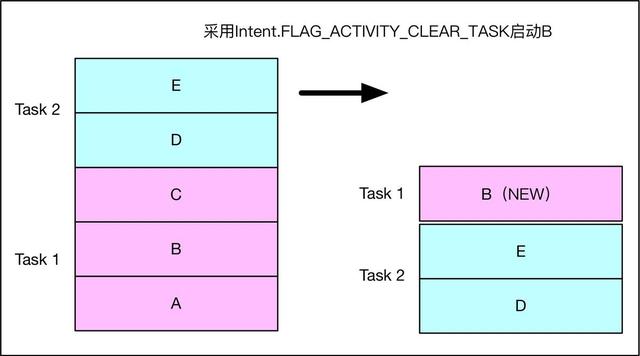 采用Intent.FLAG_ACTIVITY_CLEAR_TASK启动B
Task 2
E
D
C
Task 1
B
A
Task 1
B（NEW）
Task 2
E
D